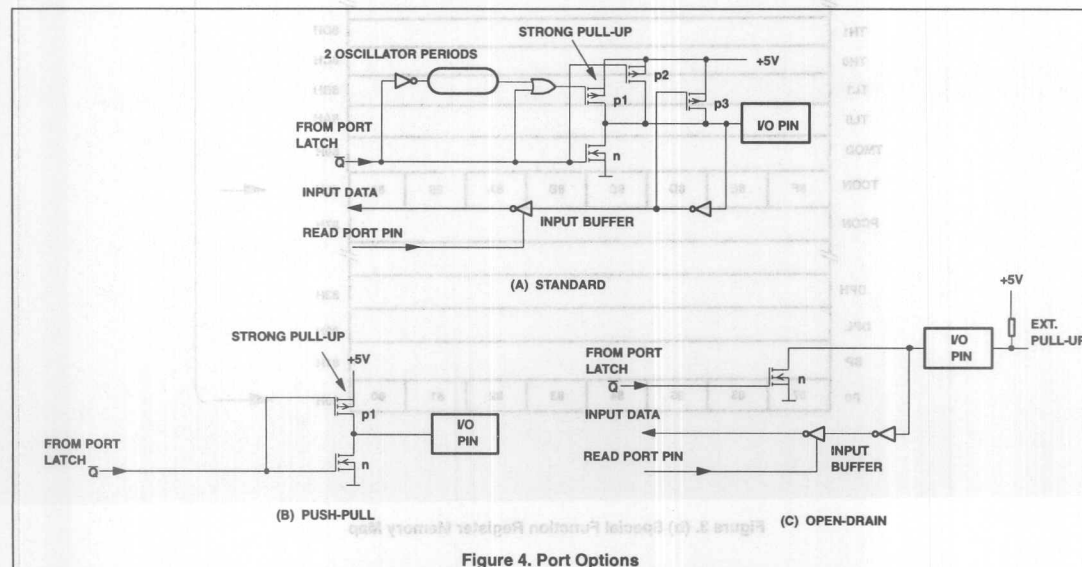 STRONG PULL-UP
2 OSCILLATOR PERIODS
+5V
p2
p1
p3
I/O PIN
FROM PORT
LATCH
Q
n
INPUT DATA
INPUT BUFFER
READ PORT PIN
(A) STANDARD
STRONG PULL-UP
+5V
p1
I/O
PIN
FROM PORT
LATCH
Q
n
(B) PUSH-PULL
+5V
EXT.
PULL-UP
I/O
PIN
FROM PORT
LATCH
Q
n
INPUT DATA
INPUT
BUFFER
READ PORT PIN
(C) OPEN-DRAIN
Figure 3. (a) Special Function Register Memory Map
Figure 4. Port Options